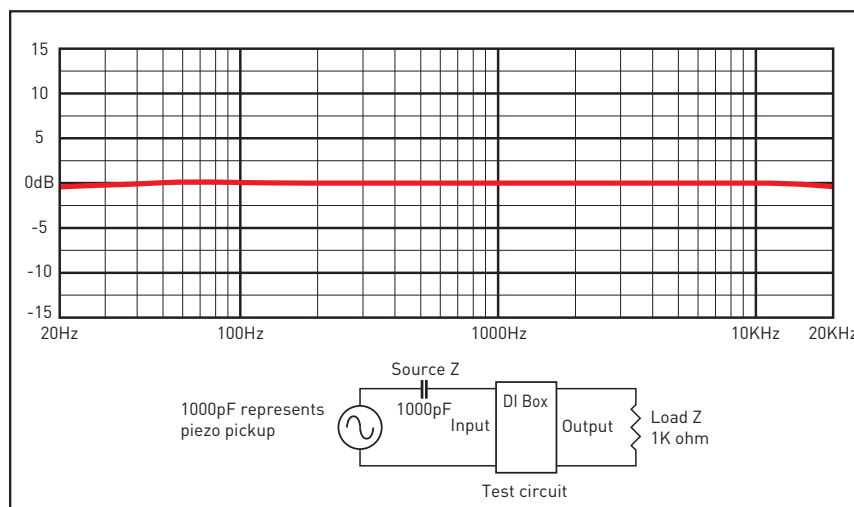 15
10
5
0dB
-5
-10
-15
20Hz 100Hz 1000Hz 10KHz 20KHz
Source Z
1000pF represents
piezo pickup
1000pF
Input
DI Box
Output
Load Z
1K ohm
Test circuit